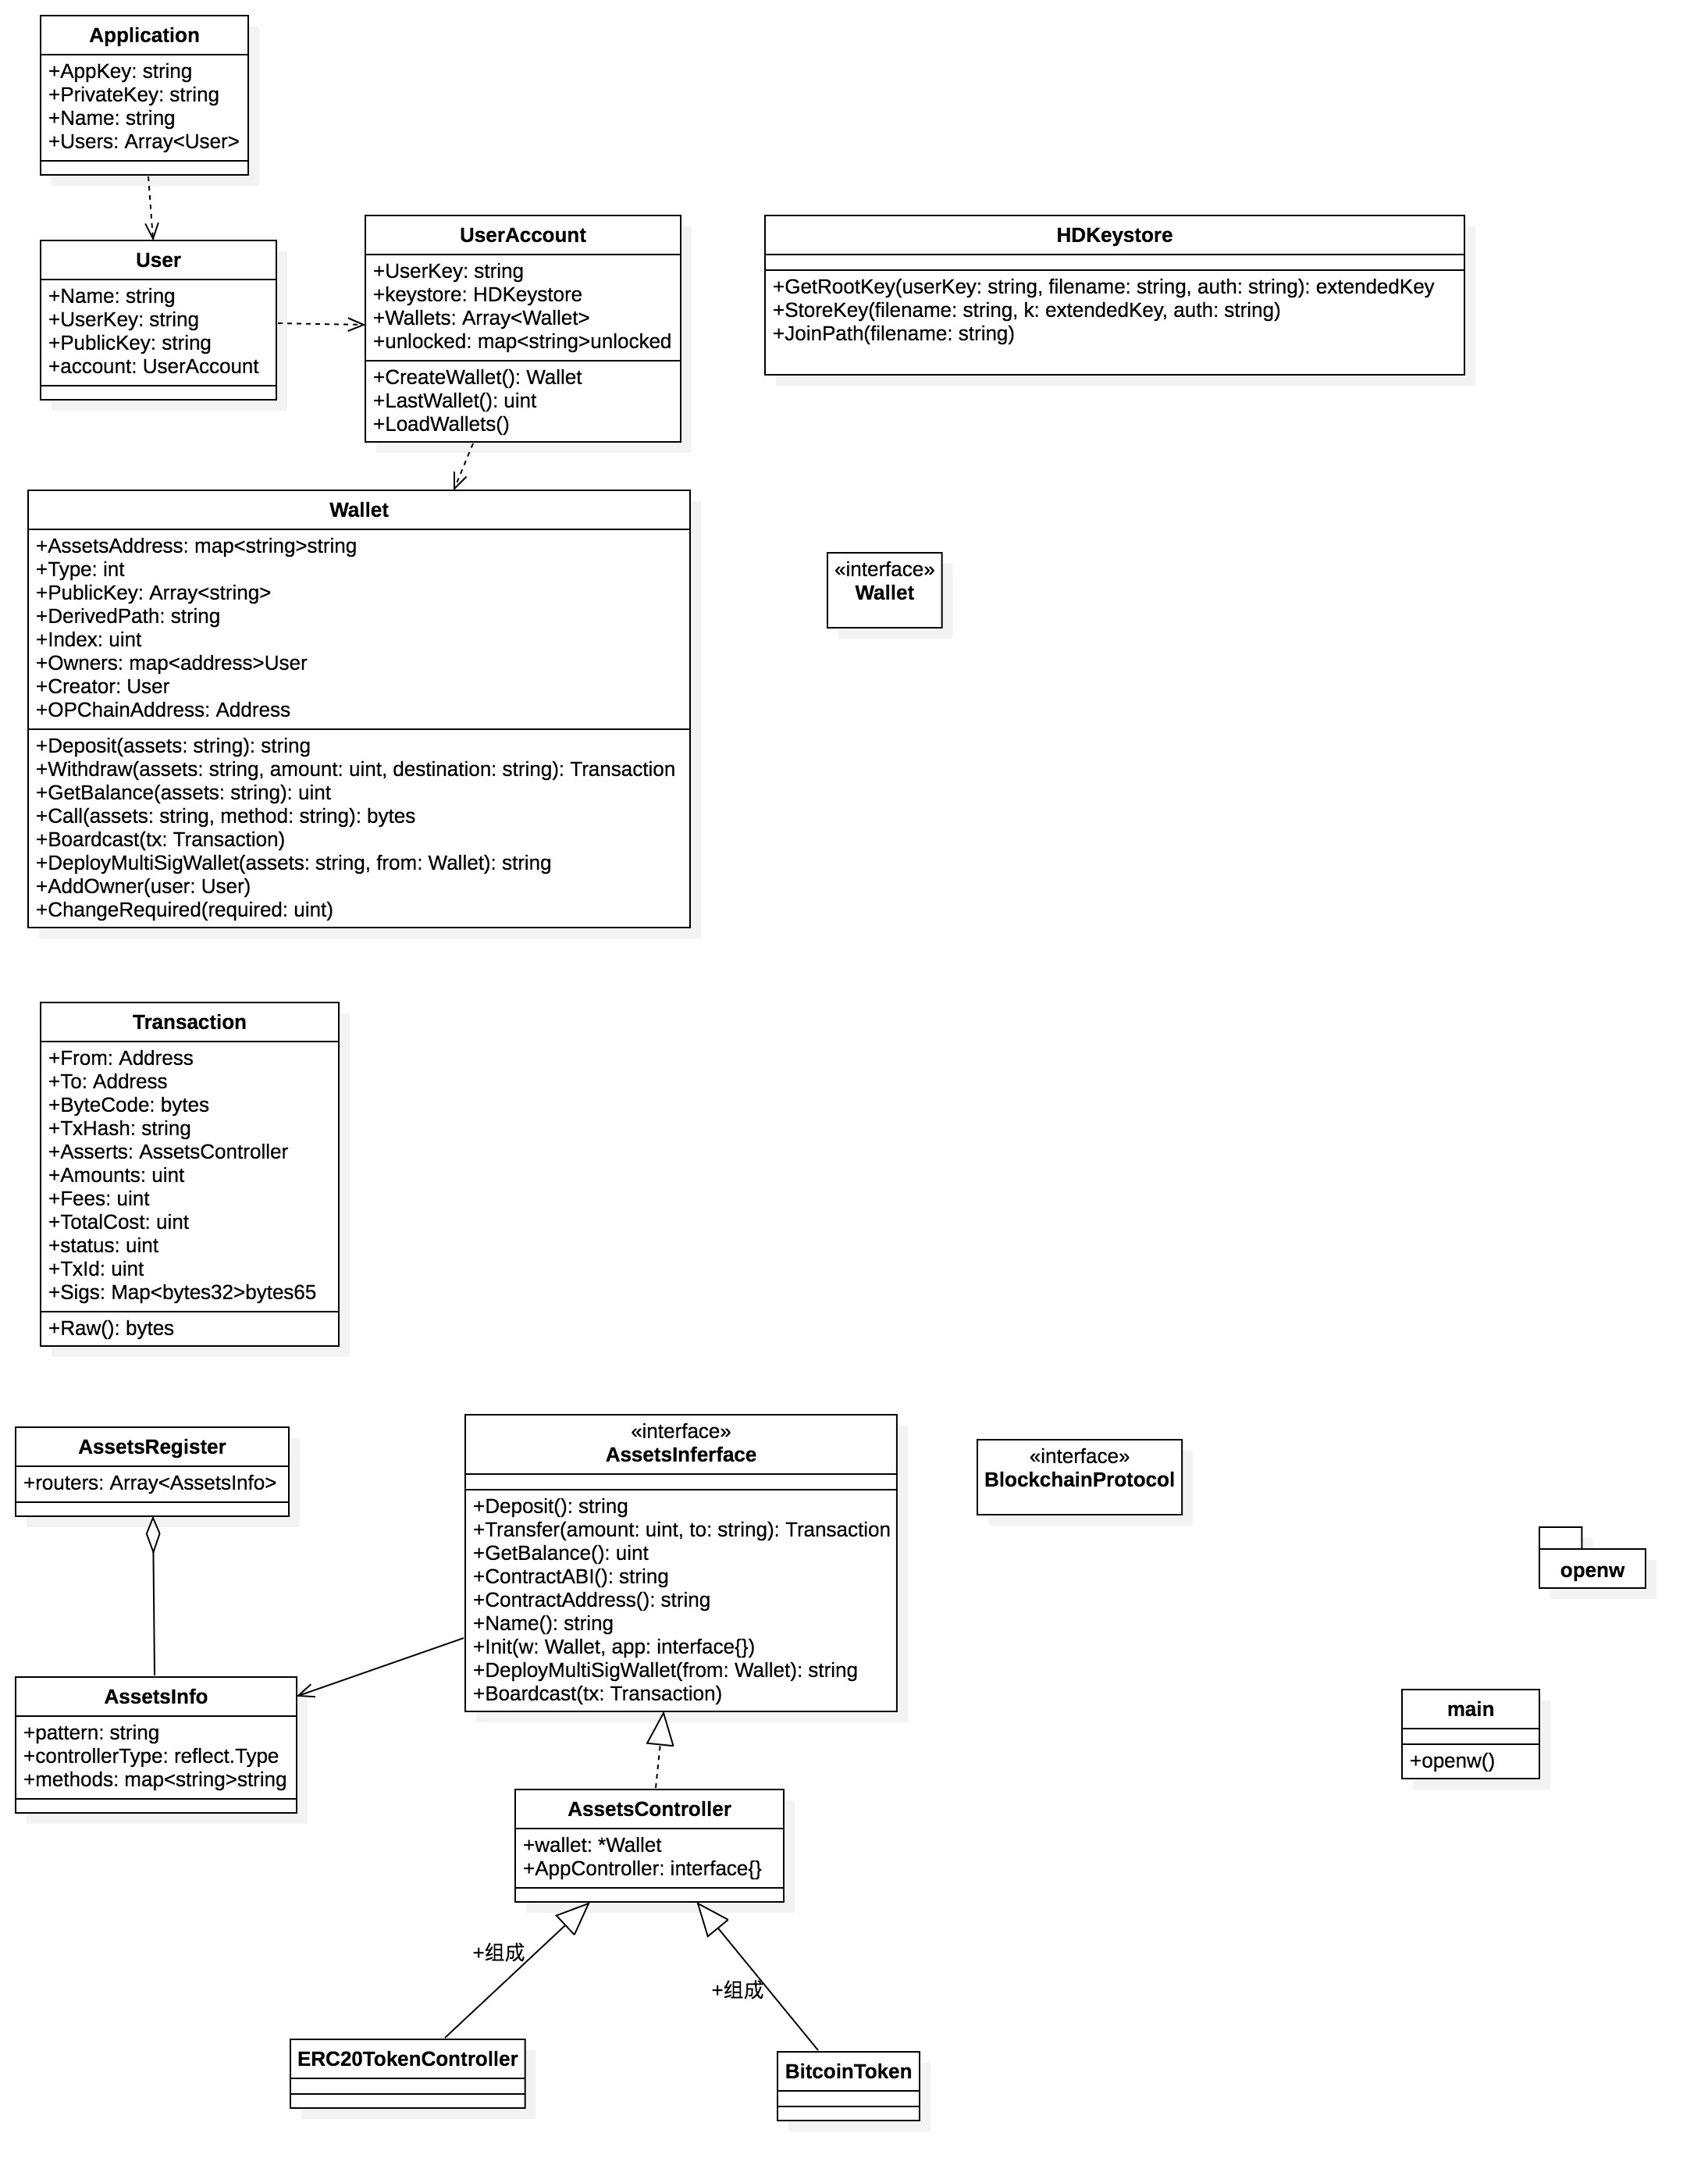 Application
+AppKey: string
+PrivateKey: string
+Name: string
+Users: Array<User>
User
+Name: string
+UserKey: string
+PublicKey: string
+account: UserAccount
UserAccount
+UserKey: string
+keystore: HDKeystore
+Wallets: Array<Wallet>
+unlocked: map<string>unlocked
+CreateWallet(): Wallet
+LastWallet(): uint
+LoadWallets()
HDKeystore
+GetRootKey(userKey: string, filename: string, auth: string): extendedKey
+StoreKey(filename: string, k: extendedKey, auth: string)
+JoinPath(filename: string)
Wallet
+AssetsAddress: map<string>string
+Type: int
+PublicKey: Array<string>
+DerivedPath: string
+Index: uint
+Owners: map<address>User
+Creator: User
+OPChainAddress: Address
+Deposit(assets: string): string
+Withdraw(assets: string, amount: uint, destination: string): Transaction
+GetBalance(assets: string): uint
+Call(assets: string, method: string): bytes
+Boardcast(tx: Transaction)
+DeployMultiSigWallet(assets: string, from: Wallet): string
+AddOwner(user: User)
+ChangeRequired(required: uint)
«interface»
Wallet
Transaction
+From: Address
+To: Address
+ByteCode: bytes
+TxHash: string
+Asserts: AssetsController
+Amounts: uint
+Fees: uint
+TotalCost: uint
+status: uint
+TxId: uint
+Sigs: Map<bytes32>bytes65
+Raw(): bytes
AssetsRegister
+routers: Array<AssetsInfo>
«interface»
AssetsInferface
+Deposit(): string
+Transfer(amount: uint, to: string): Transaction
+GetBalance(): uint
+ContractABI(): string
+ContractAddress(): string
+Name(): string
+Init(w: Wallet, app: interface{})
+DeployMultiSigWallet(from: Wallet): string
+Boardcast(tx: Transaction)
«interface»
BlockchainProtocol
openw
AssetsInfo
+pattern: string
+controllerType: reflect.Type
+methods: map<string>string
main
+openw()
AssetsController
+wallet: *Wallet
+AppController: interface{}
+组成
+组成
ERC20TokenController
BitcoinToken